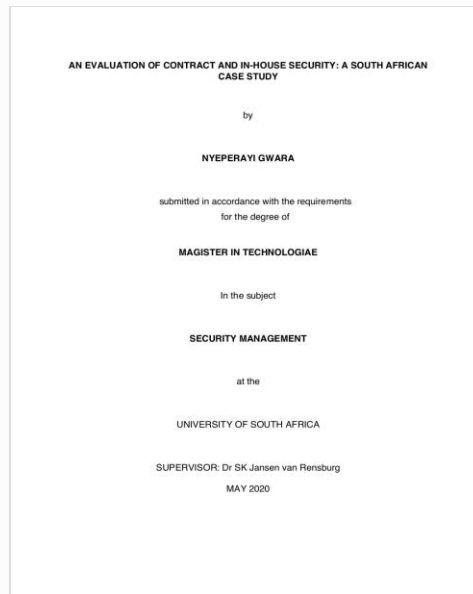 AN EVALUATION OF CONTRACT AND IN-HOUSE SECURITY: A SOUTH AFRICAN
CASE STUDY
by
NYEPERAYI GWARA
submitted in accordance with the requirements
for the degree of
MAGISTER IN TECHNOLOGIAE
In the subject
SECURITY MANAGEMENT
at the
UNIVERSITY OF SOUTH AFRICA
SUPERVISOR: Dr SK Jansen van Rensburg
MAY 2020